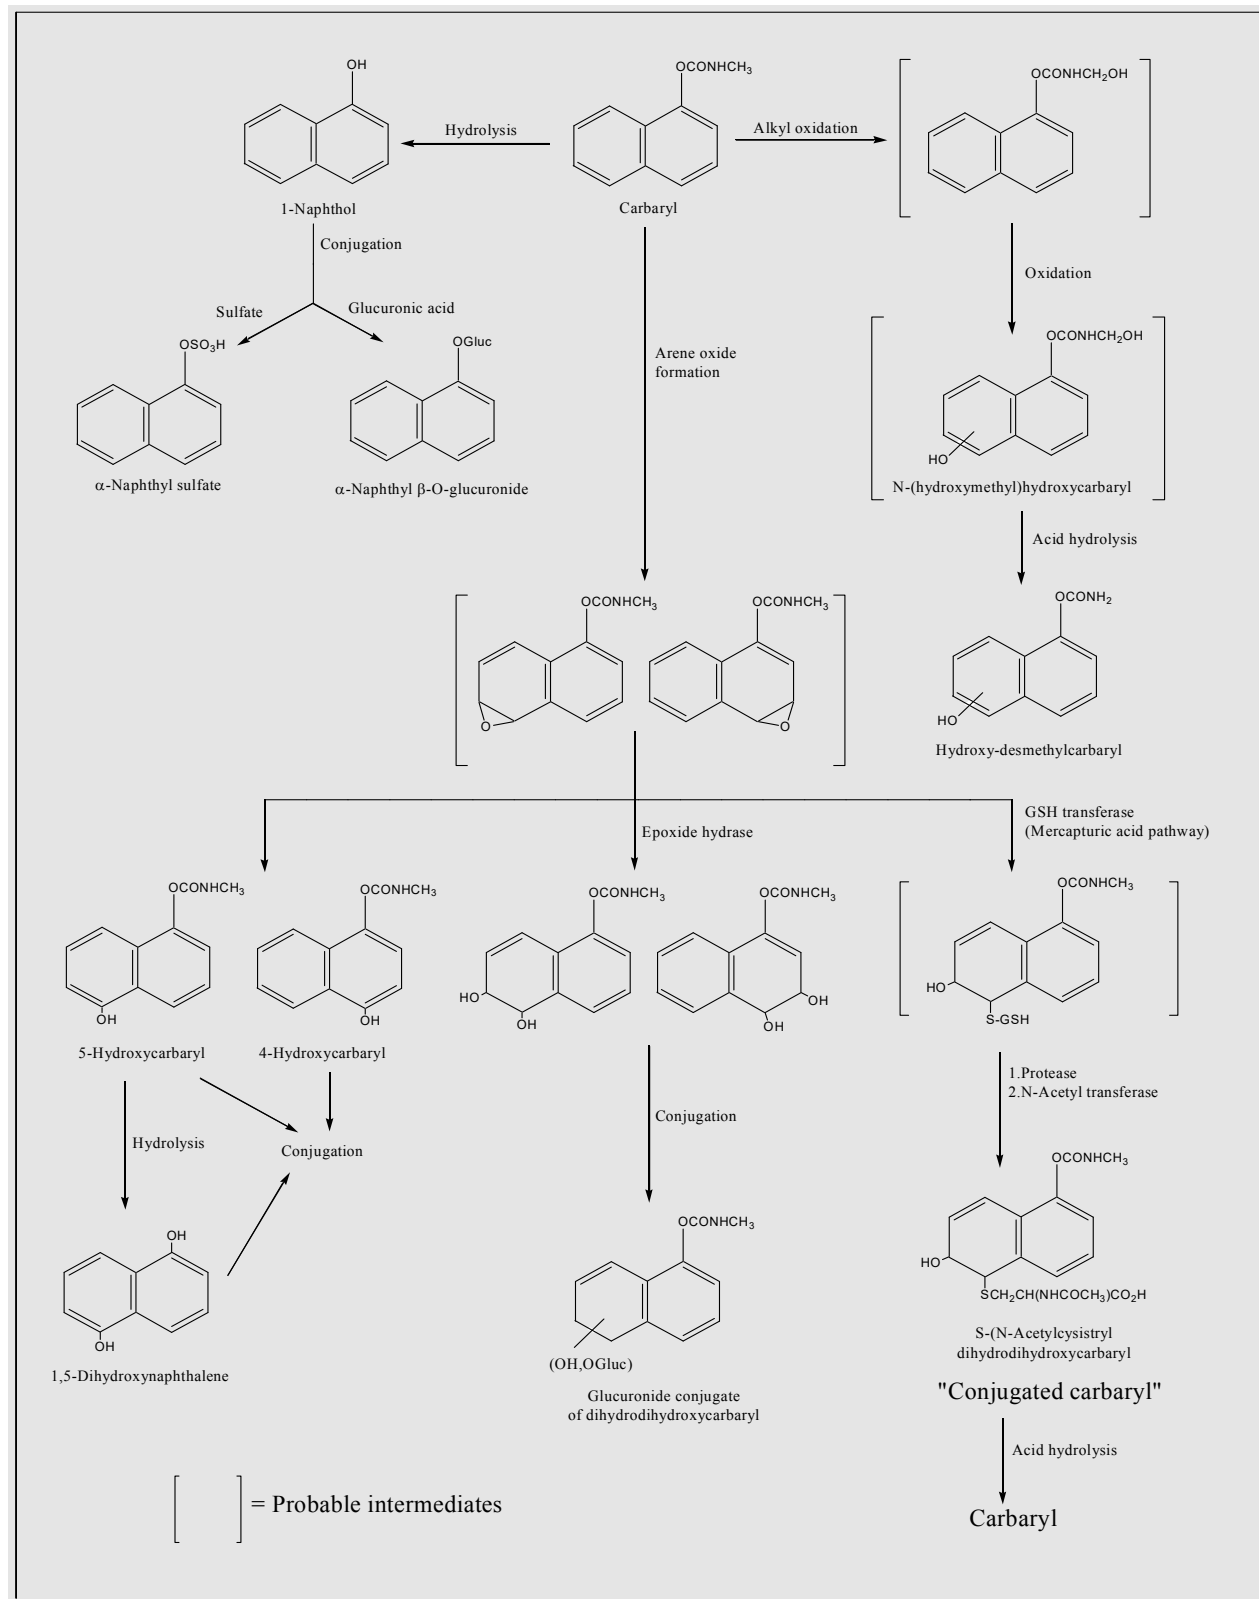 OH
OCONHCH3
OCONHCH2OH
Hydrolysis
Alkyl oxidation
1-Naphthol
Carbaryl
Conjugation
Oxidation
Sulfate
Glucuronic acid
OSO3H
OGluc
Arene oxide
formation
OCONHCH2OH
HO
α-Naphthyl sulfate
α-Naphthyl β-O-glucuronide
N-(hydroxymethyl)hydroxycarbaryl
Acid hydrolysis
OCONHCH3
OCONHCH3
OCONH2
O
O
HO
Hydroxy-desmethylcarbaryl
GSH transferase
(Mercapturic acid pathway)
Epoxide hydrase
OCONHCH3
OCONHCH3
OCONHCH3
OCONHCH3
OCONHCH3
OH
OH
HO
OH
OH
OH
HO
S-GSH
5-Hydroxycarbaryl
4-Hydroxycarbaryl
1.Protease
2.N-Acetyl transferase
Hydrolysis
Conjugation
Conjugation
OCONHCH3
OCONHCH3
OH
OH
HO
SCH2CH(NHCOCH3)CO2H
(OH,OGluc)
S-(N-Acetylcysistryl
dihydrodihydroxycarbaryl
1,5-Dihydroxynaphthalene
Glucuronide conjugate
of dihydrodihydroxycarbaryl
"Conjugated carbaryl"
Acid hydrolysis
= Probable intermediates
Carbaryl